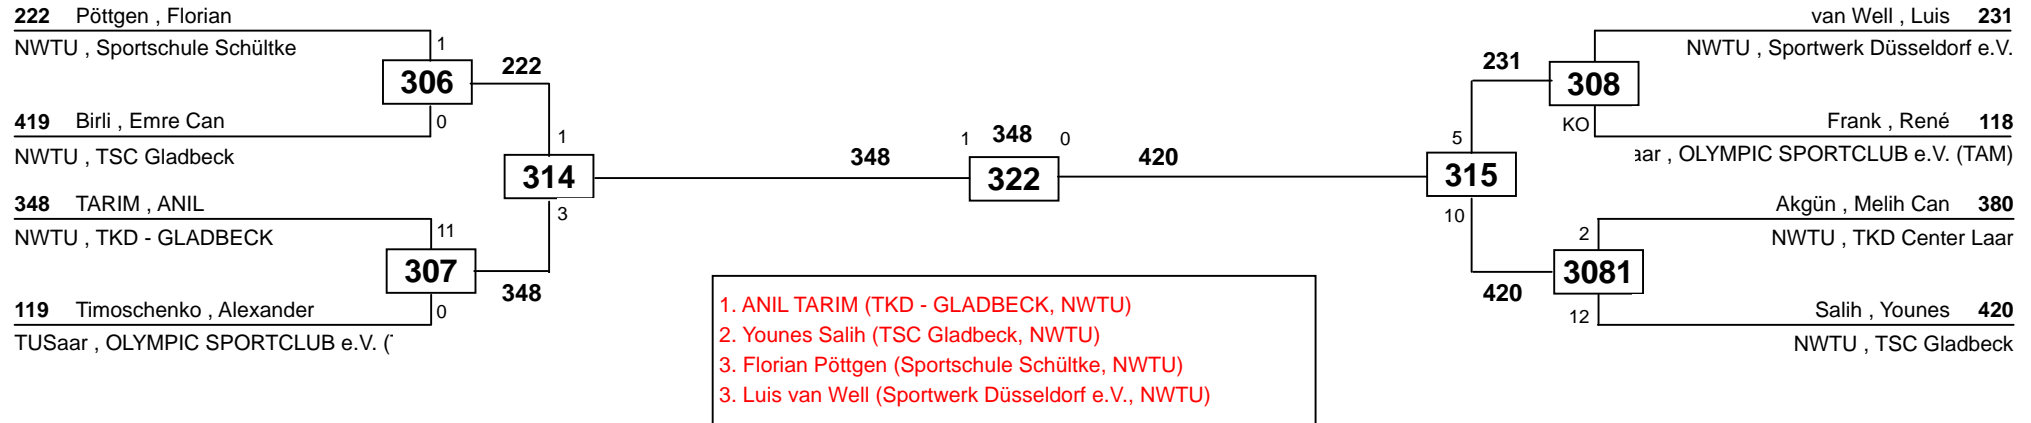 222 Pöttgen , Florian
NWTU , Sportschule Schültke
1
306
222
0
419 Birli , Emre Can
NWTU , TSC Gladbeck
1
314
3
348 TARIM , ANIL
NWTU , TKD - GLADBECK
11
307
348
0
119 Timoschenko , Alexander
TUSaar , OLYMPIC SPORTCLUB e.V. (
348
1 348 0
322
420
van Well , Luis 231
NWTU , Sportwerk Düsseldorf e.V.
231
308
KO
Frank , René 118
aar , OLYMPIC SPORTCLUB e.V. (TAM)
5
315
10
Akgün , Melih Can 380
NWTU , TKD Center Laar
2
3081
420
12
Salih , Younes 420
NWTU , TSC Gladbeck
1. ANIL TARIM (TKD - GLADBECK, NWTU)
2. Younes Salih (TSC Gladbeck, NWTU)
3. Florian Pöttgen (Sportschule Schültke, NWTU)
3. Luis van Well (Sportwerk Düsseldorf e.V., NWTU)